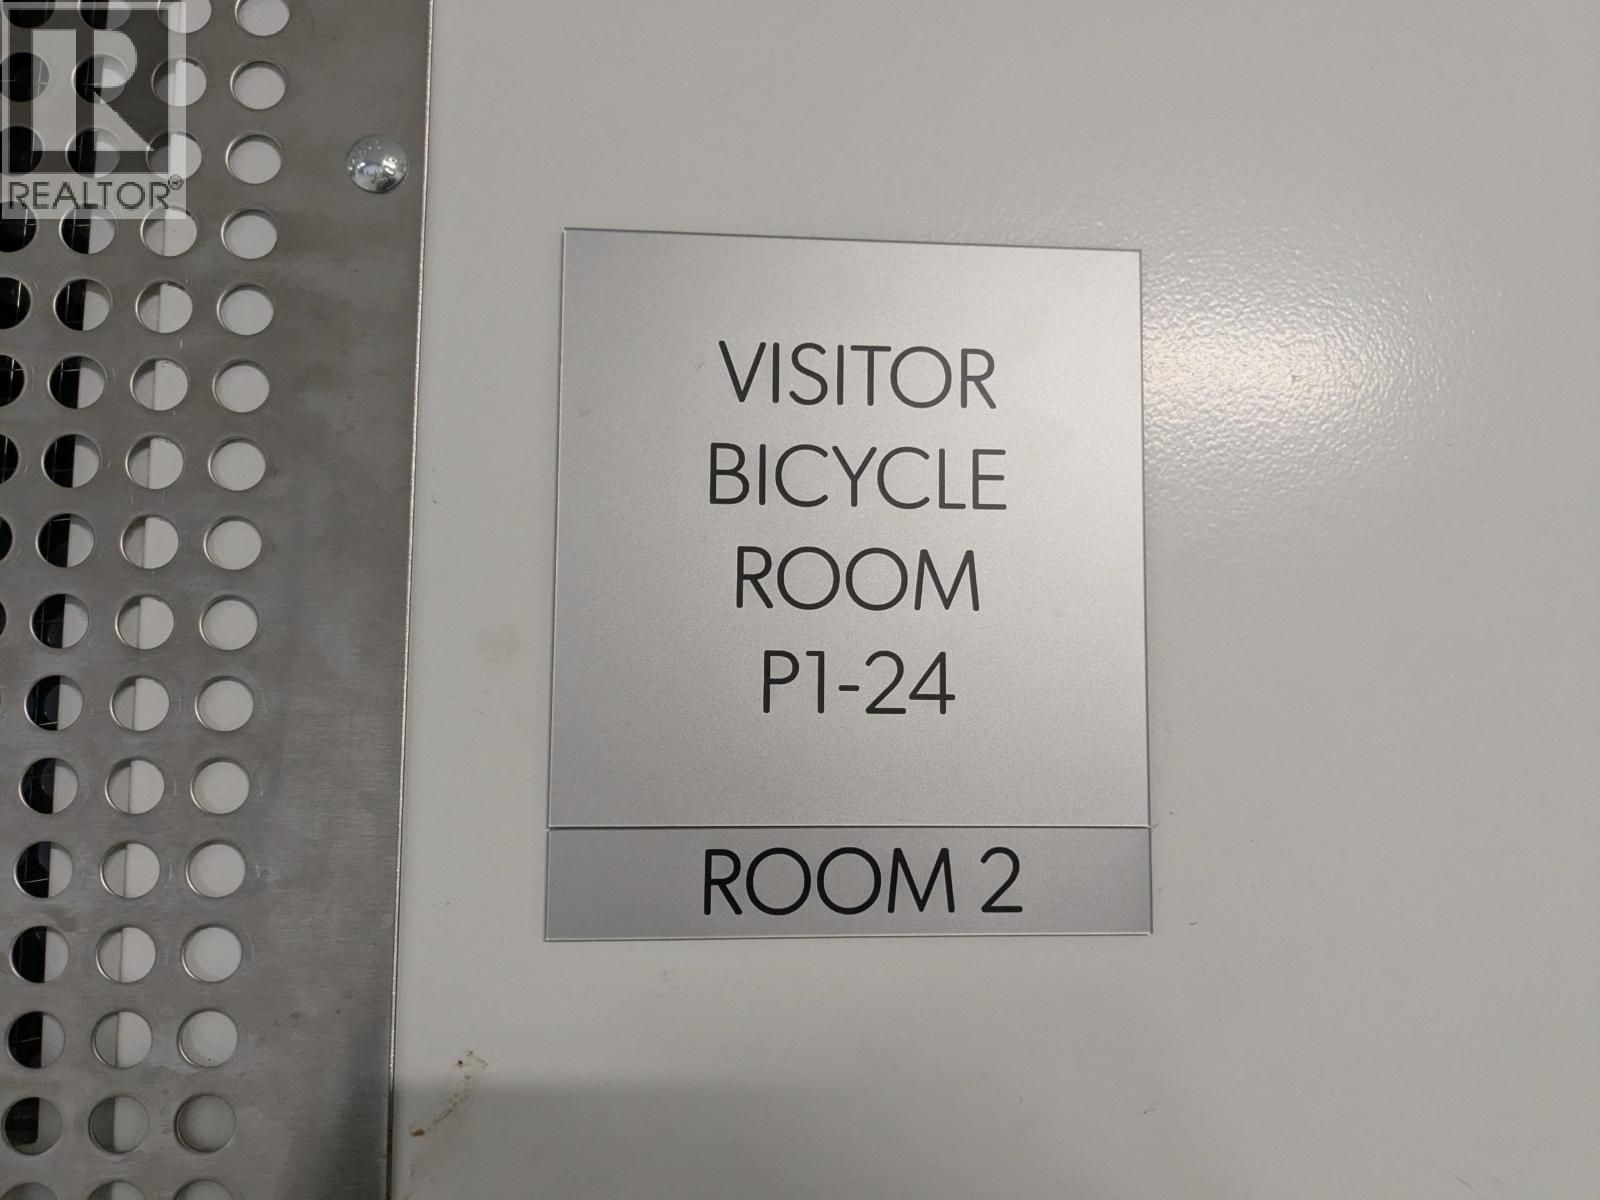 REALTOR®
VISITOR
BICYCLE
ROOM
P1-24
ROOM 2